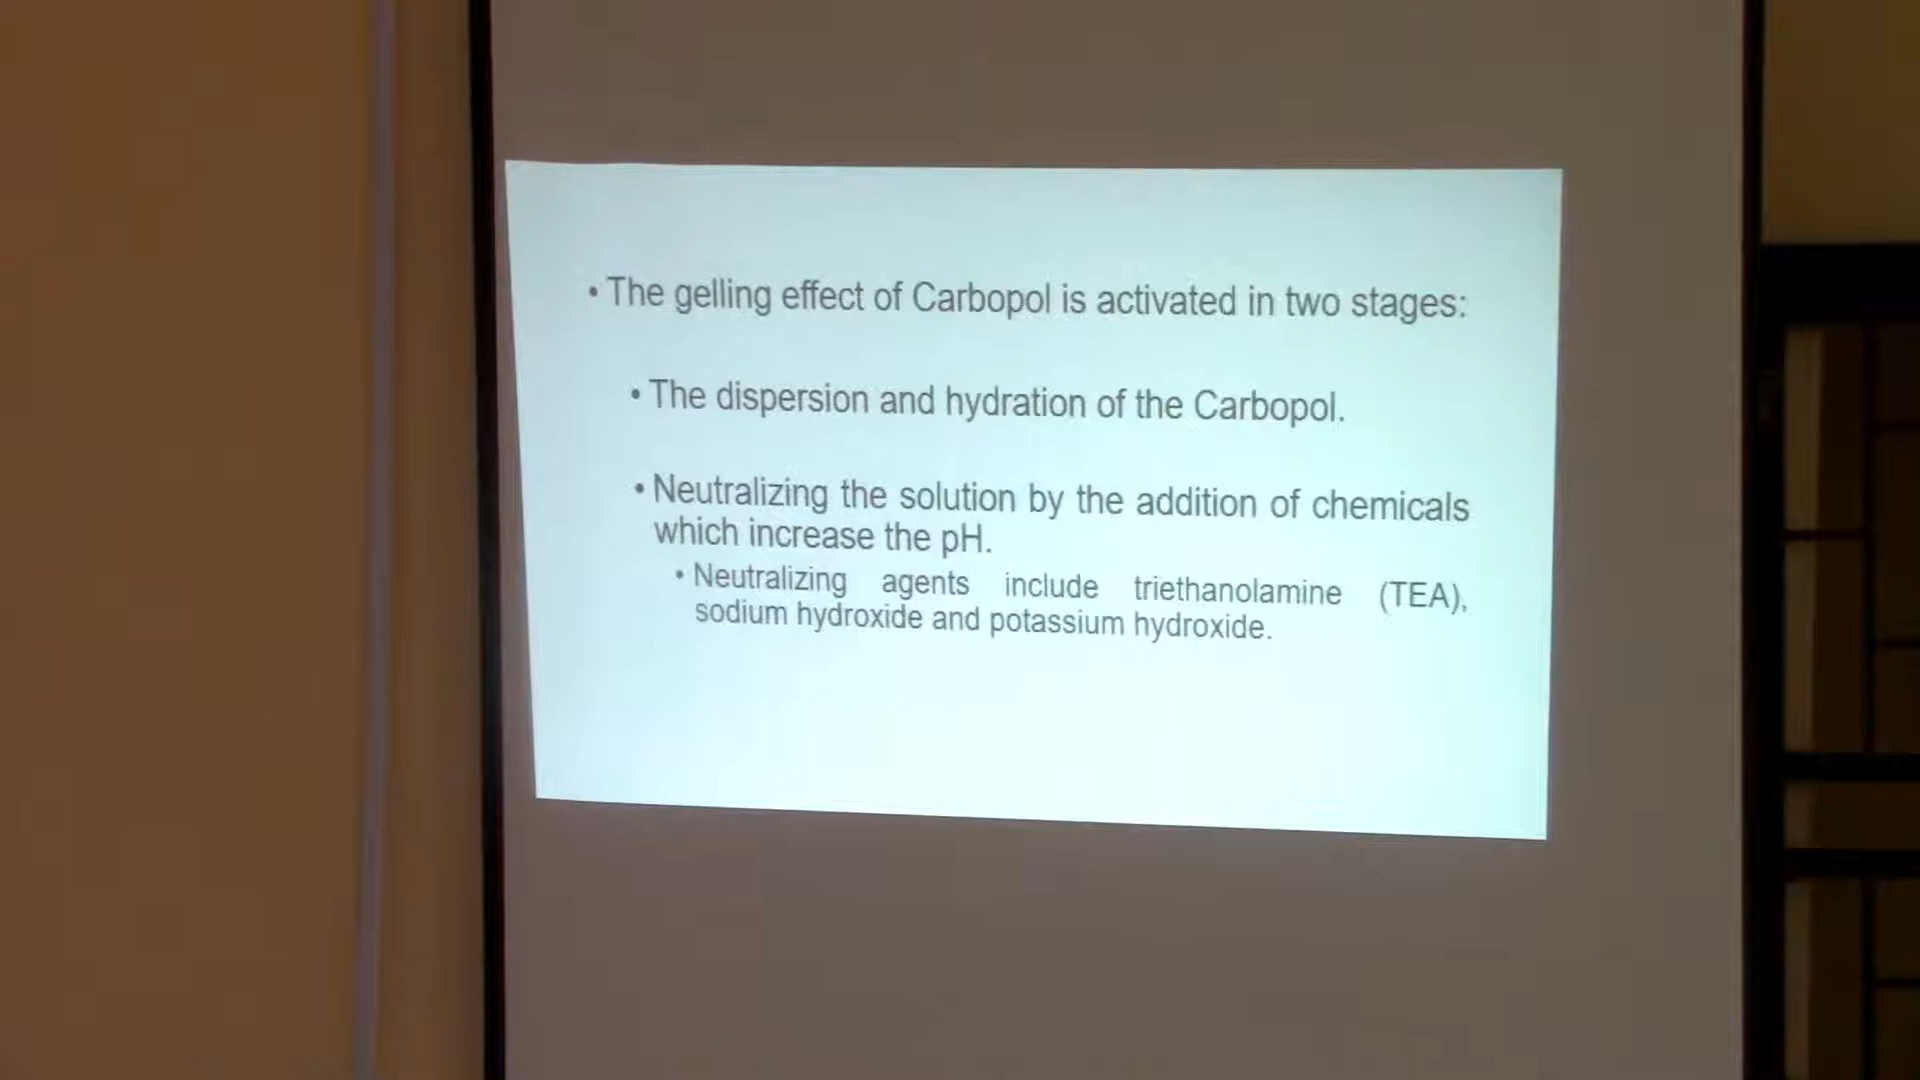 • The gelling effect of Carbopol is activated in two stages:
• The dispersion and hydration of the Carbopol.
• Neutralizing the solution by the addition of chemicals
which increase the pH.
• Neutralizing agents include triethanolamine (TEA),
sodium hydroxide and potassium hydroxide.